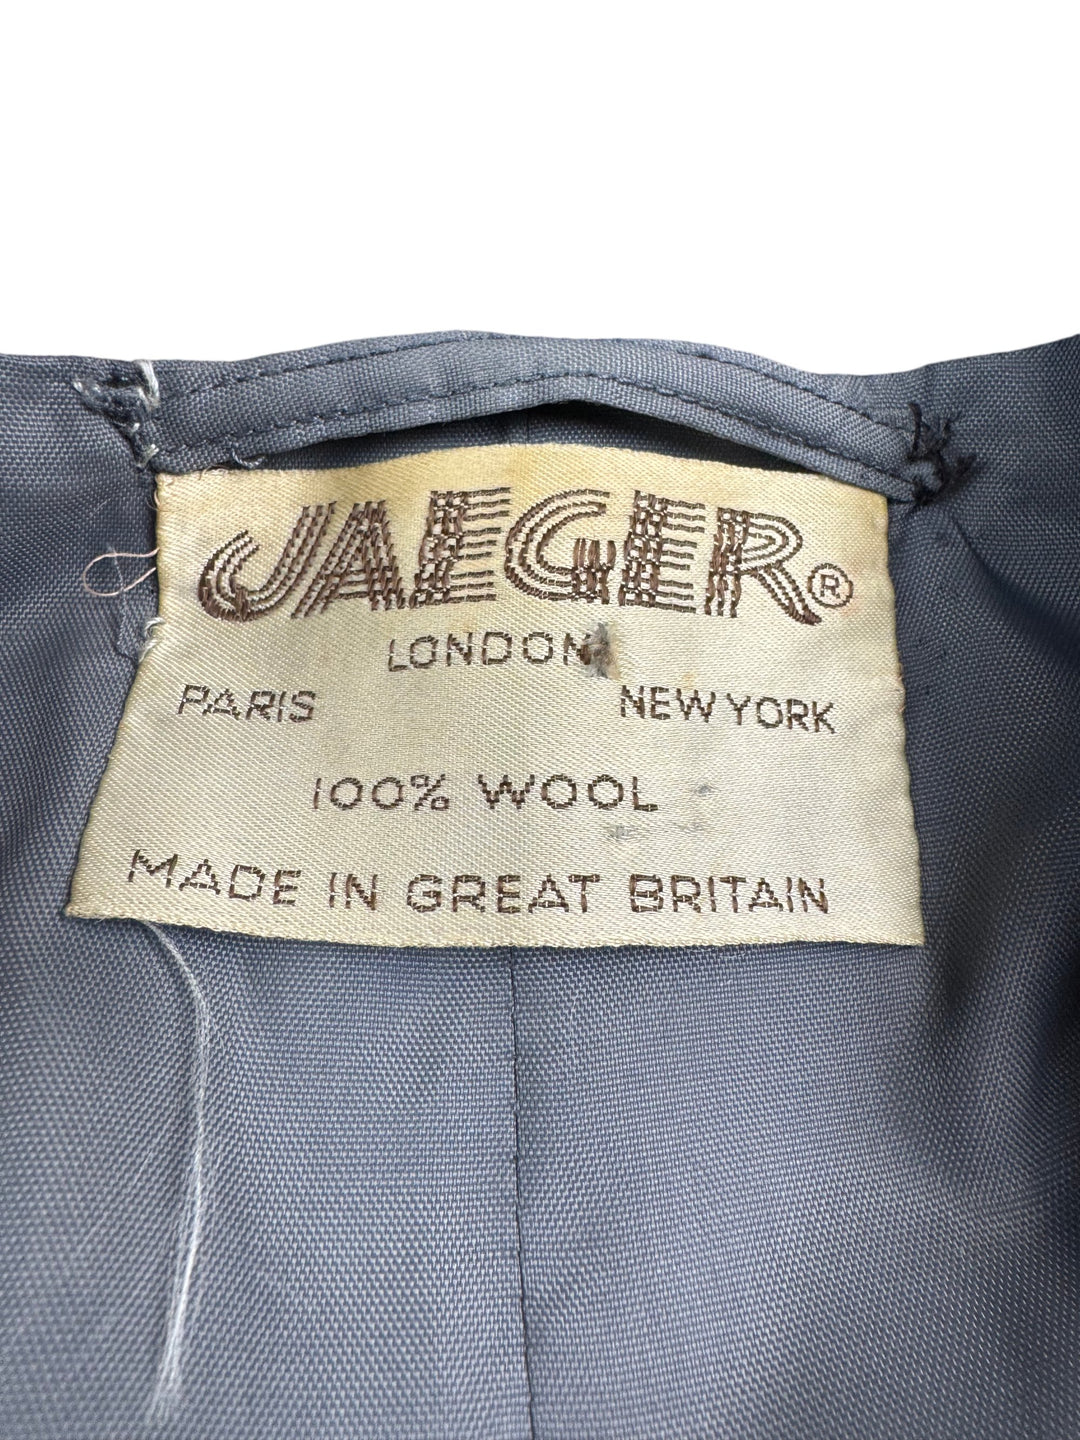 JAEGER®
LONDON
PARIS NEW YORK
100% WOOL
MADE IN GREAT BRITAIN